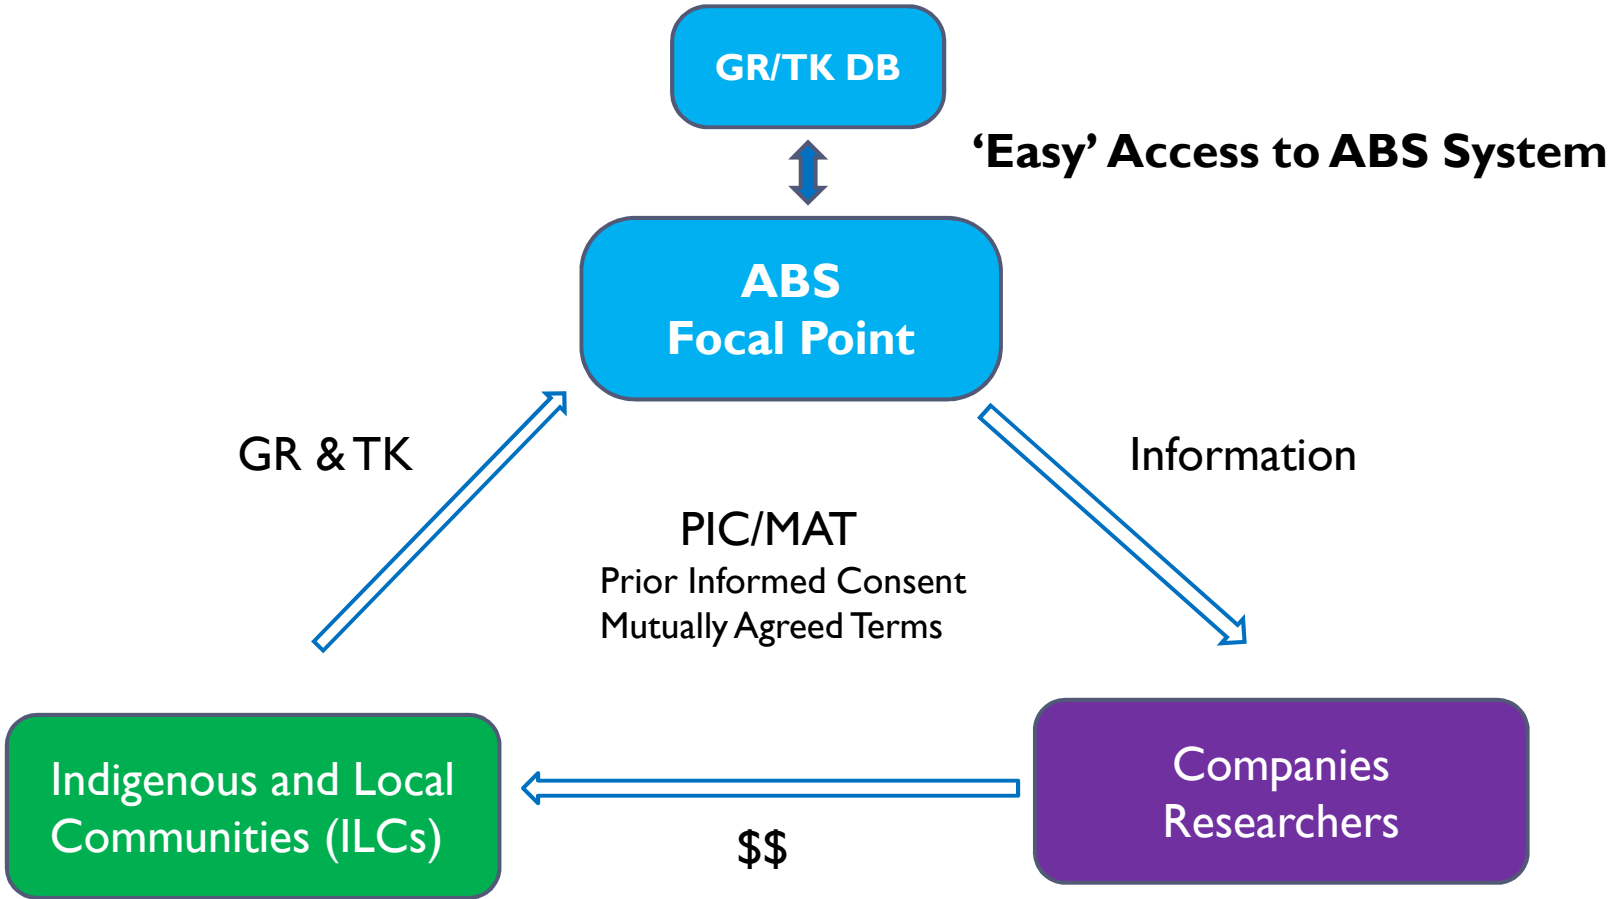 GR/TK DB
‘Easy’ Access to ABS System
ABS
Focal Point
GR & TK
Information
PIC/MAT
Prior Informed Consent
Mutually Agreed Terms
Indigenous and Local
Communities (ILCs)
Companies
Researchers
$$